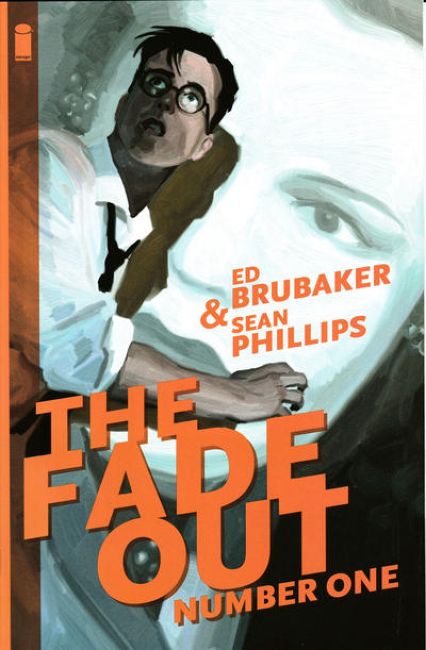 ED
BRUBAKER
& SEAN
PHILLIPS
THE
FADE
OUT
NUMBER ONE